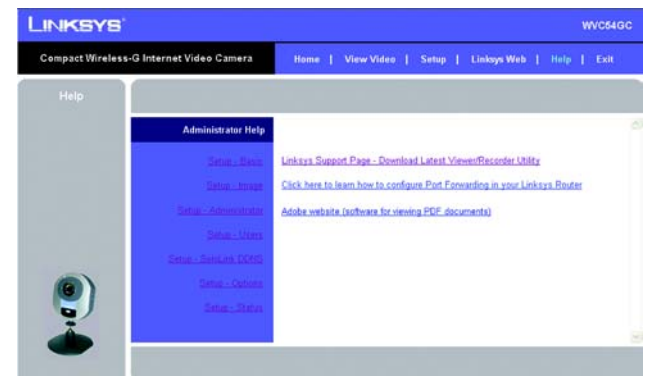 LINKSYS
WVC54GC
Compact Wireless-G Internet Video Camera
Home | View Video | Setup | Linksys Web | Help | Exit
Help
Administrator Help
Setup - Basic
Setup - Image
Setup - Administrator
Setup - Users
Setup - SoloLink DDNS
Setup - Options
Setup - Status
Linksys Support Page - Download Latest Viewer/Recorder Utility
Click here to learn how to configure Port Forwarding in your Linksys Router
Adobe website (software for viewing PDF documents)